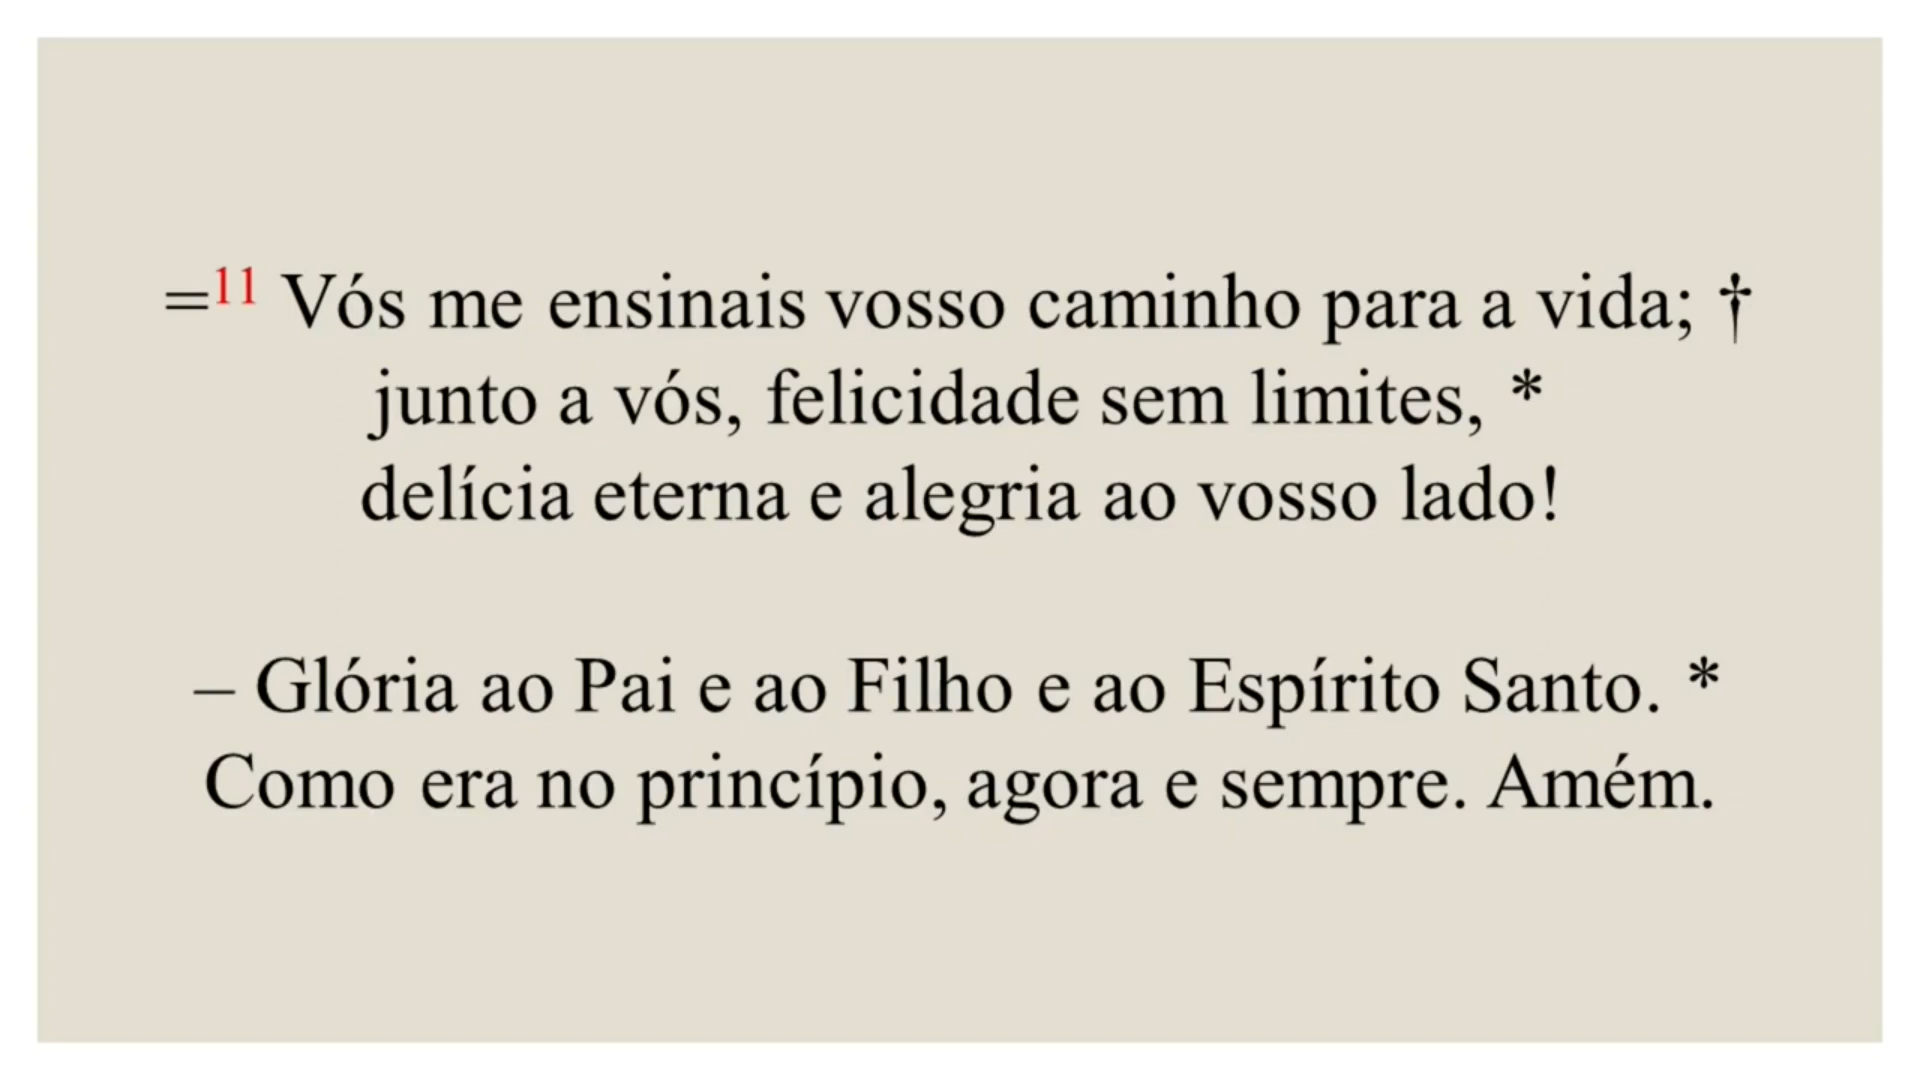 =11 Vós me ensinais vosso caminho para a vida; †
junto a vós, felicidade sem limites, *
delícia eterna e alegria ao vosso lado!
– Glória ao Pai e ao Filho e ao Espírito Santo. *
Como era no princípio, agora e sempre. Amém.